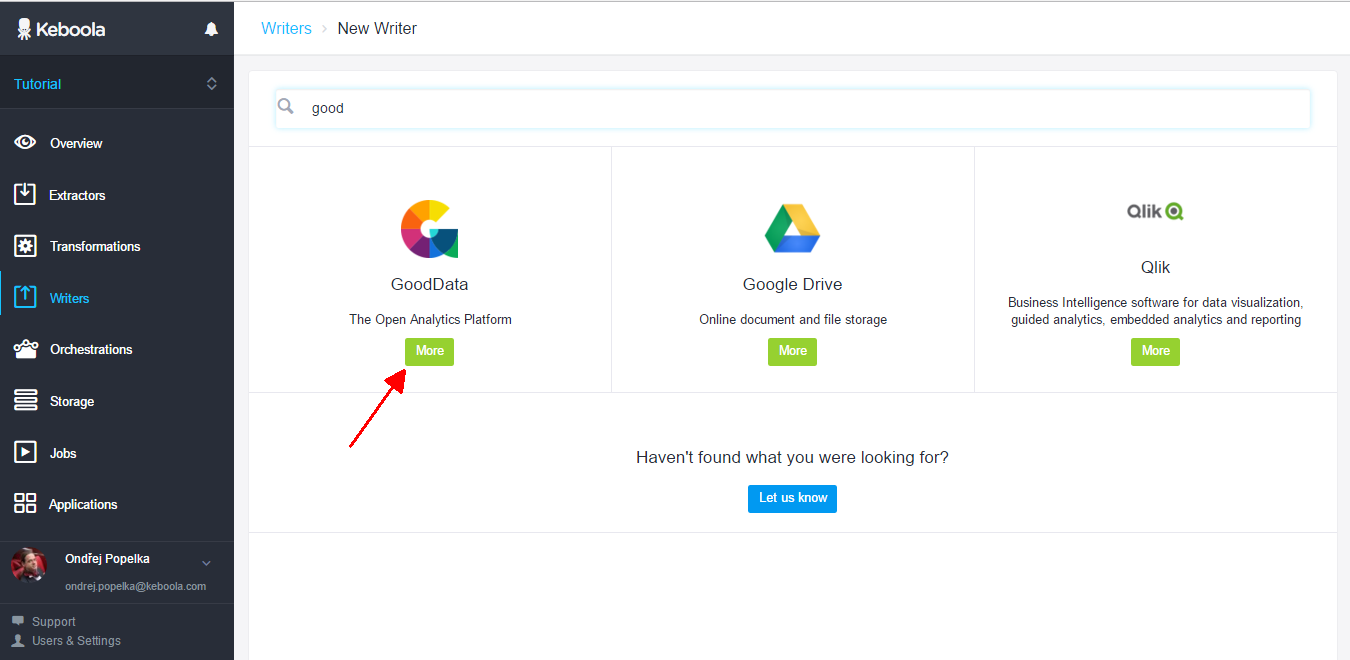 Keboola
Tutorial
Overview
Extractors
Transformations
Writers
Orchestrations
Storage
Jobs
Applications
Ondřej Popelka
ondrej.popelka@keboola.com
Support
Users & Settings
Writers › New Writer
good
GoodData
The Open Analytics Platform
More
Google Drive
Online document and file storage
More
Qlik
Qlik
Business Intelligence software for data visualization,
guided analytics, embedded analytics and reporting
More
Haven't found what you were looking for?
Let us know